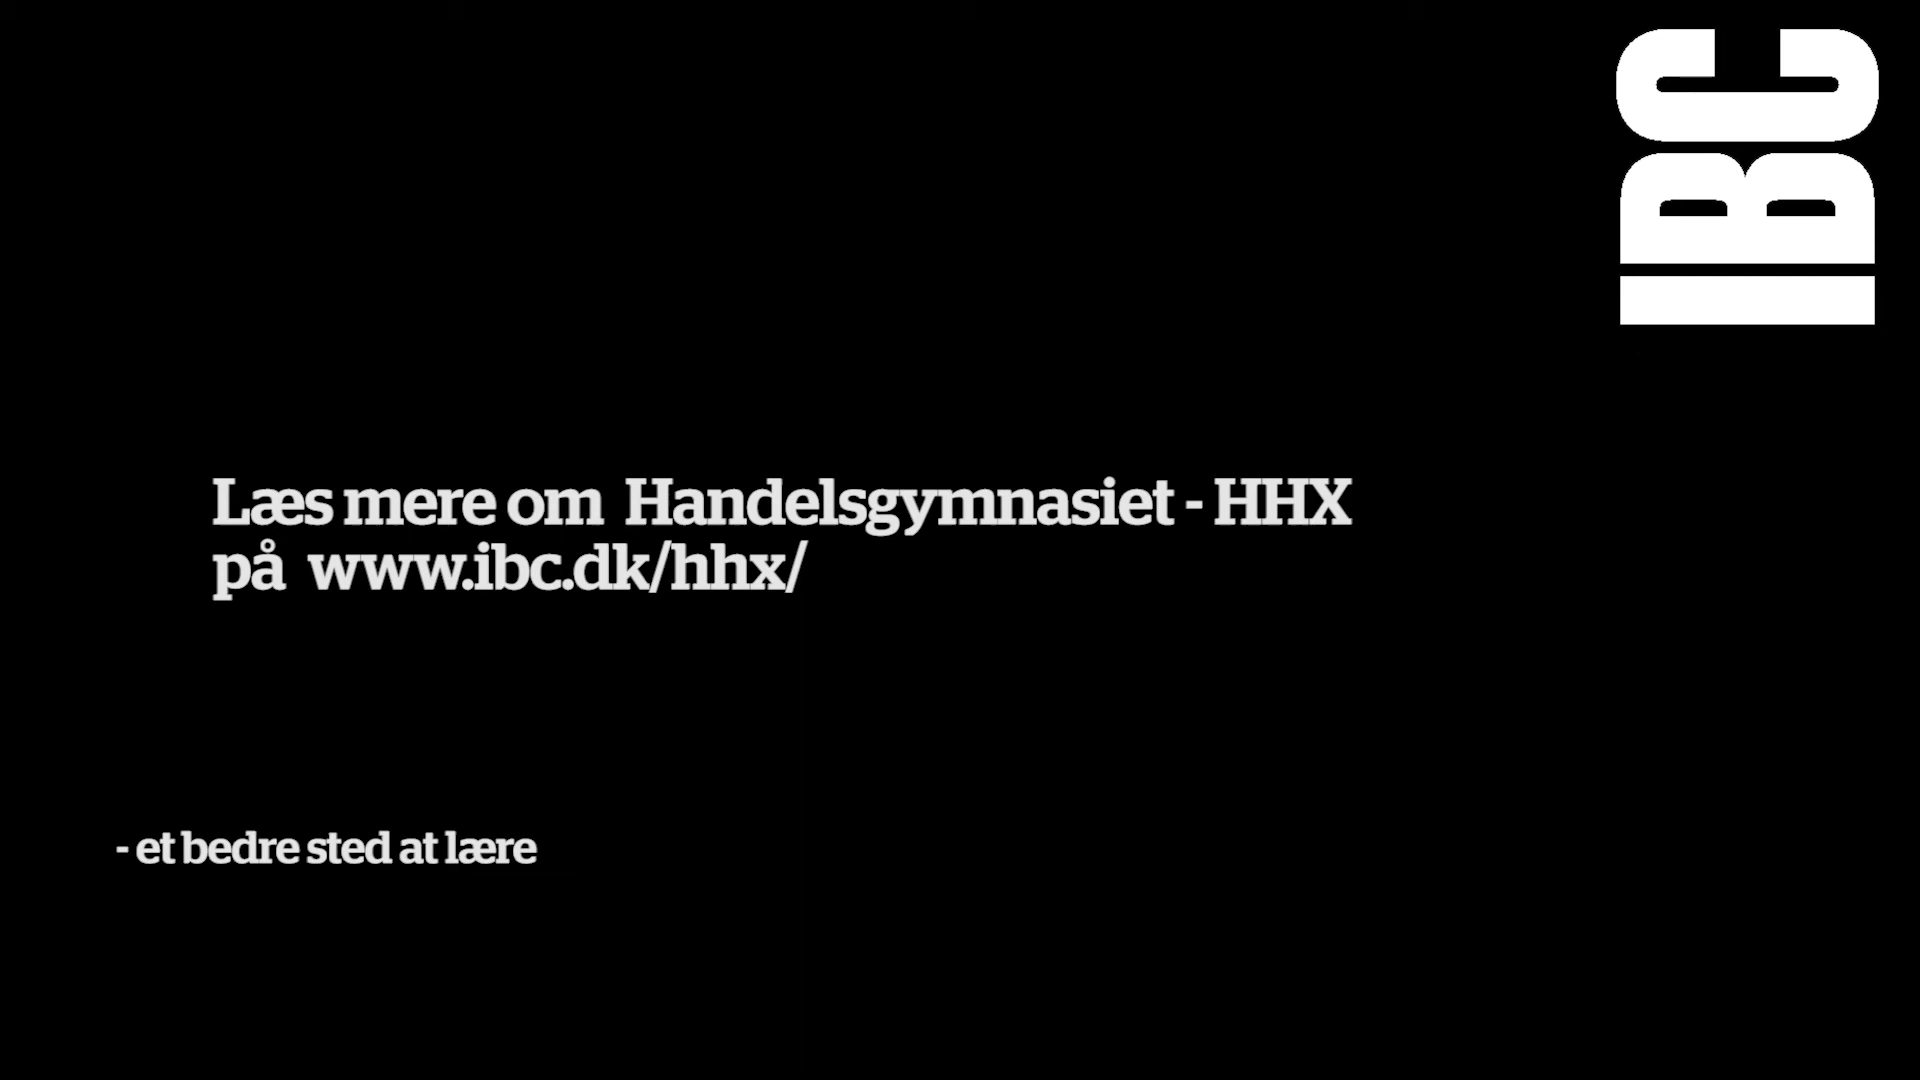 IBC
Læs mere om Handelsgymnasiet - HHX
på www.ibc.dk/hhx/
- et bedre sted at lære